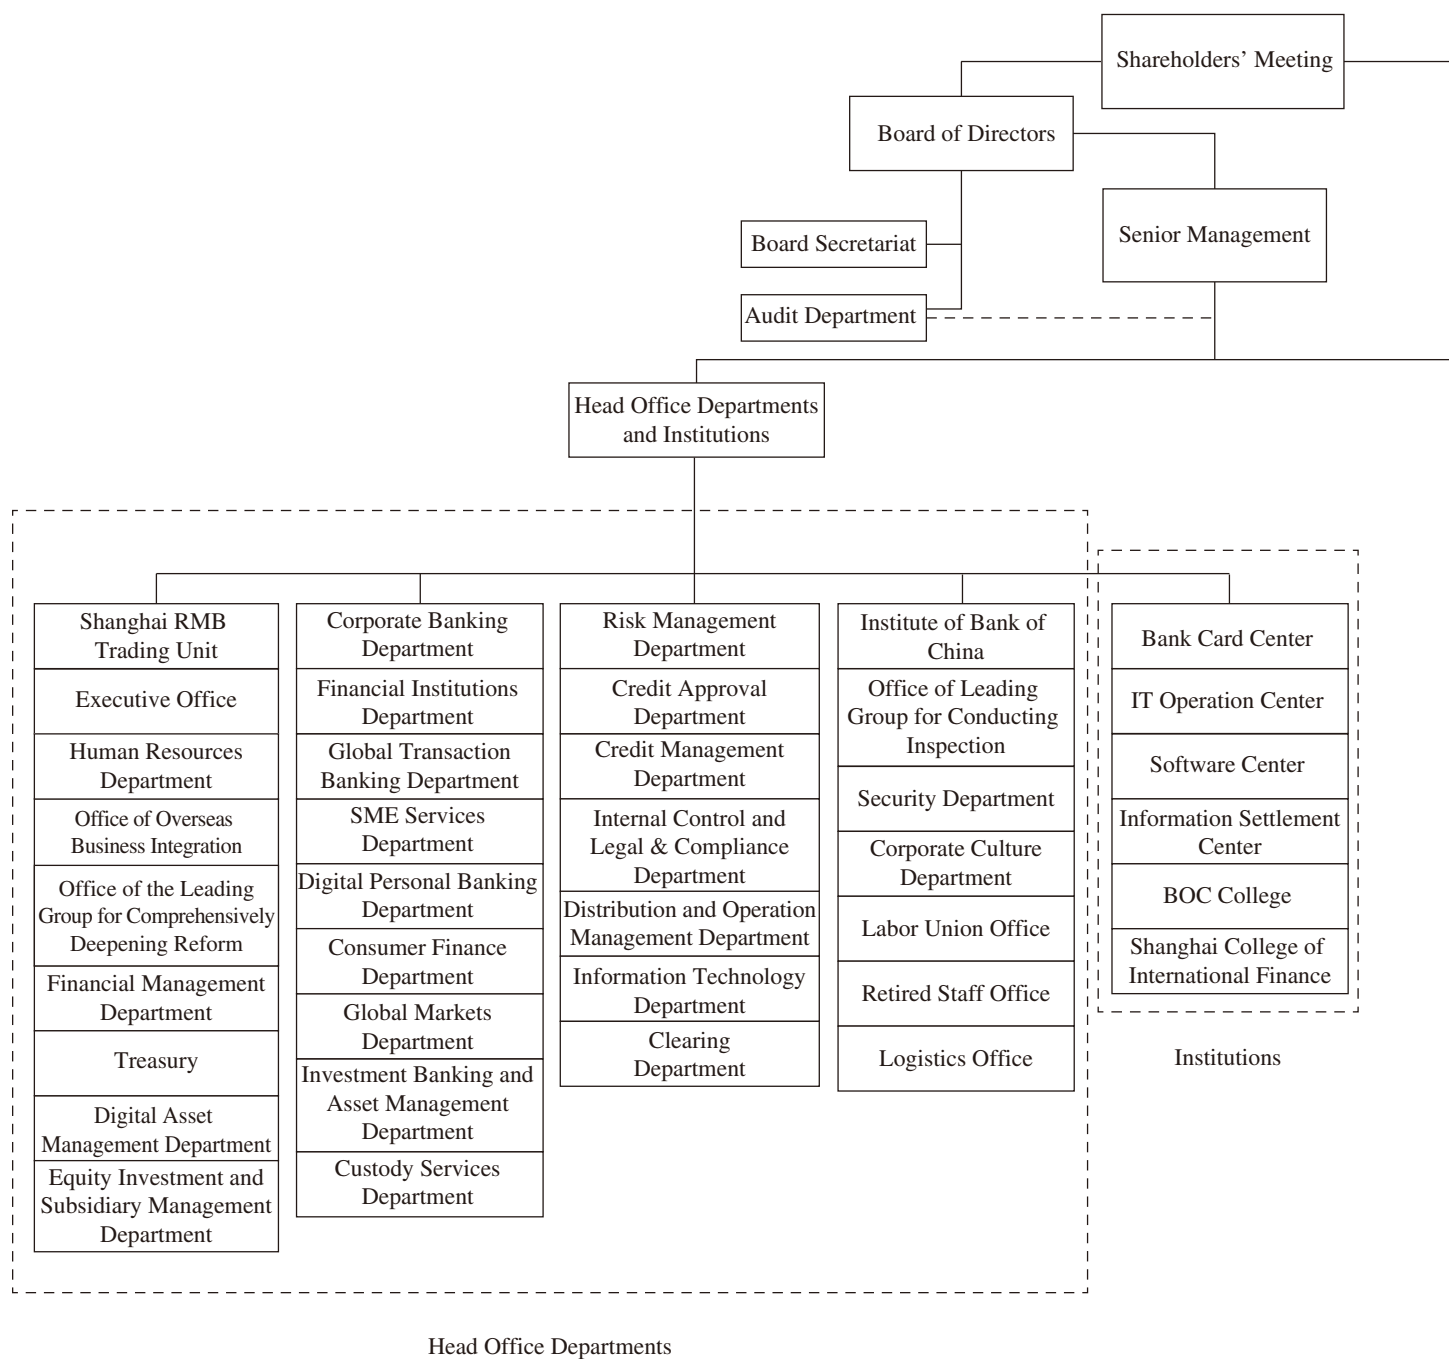 Shareholders’ Meeting
Board of Directors
Senior Management
Board Secretariat
Audit Department
Head Office Departments
and Institutions
Shanghai RMB
Trading Unit
Executive Office
Human Resources
Department
Office of Overseas
Business Integration
Office of the Leading
Group for Comprehensively
Deepening Reform
Financial Management
Department
Treasury
Digital Asset
Management Department
Equity Investment and
Subsidiary Management
Department
Corporate Banking
Department
Financial Institutions
Department
Global Transaction
Banking Department
SME Services
Department
Digital Personal Banking
Department
Consumer Finance
Department
Global Markets
Department
Investment Banking and
Asset Management
Department
Custody Services
Department
Risk Management
Department
Credit Approval
Department
Credit Management
Department
Internal Control and
Legal & Compliance
Department
Distribution and Operation
Management Department
Information Technology
Department
Clearing
Department
Institute of Bank of
China
Office of Leading
Group for Conducting
Inspection
Security Department
Corporate Culture
Department
Labor Union Office
Retired Staff Office
Logistics Office
Bank Card Center
IT Operation Center
Software Center
Information Settlement
Center
BOC College
Shanghai College of
International Finance
Institutions
Head Office Departments